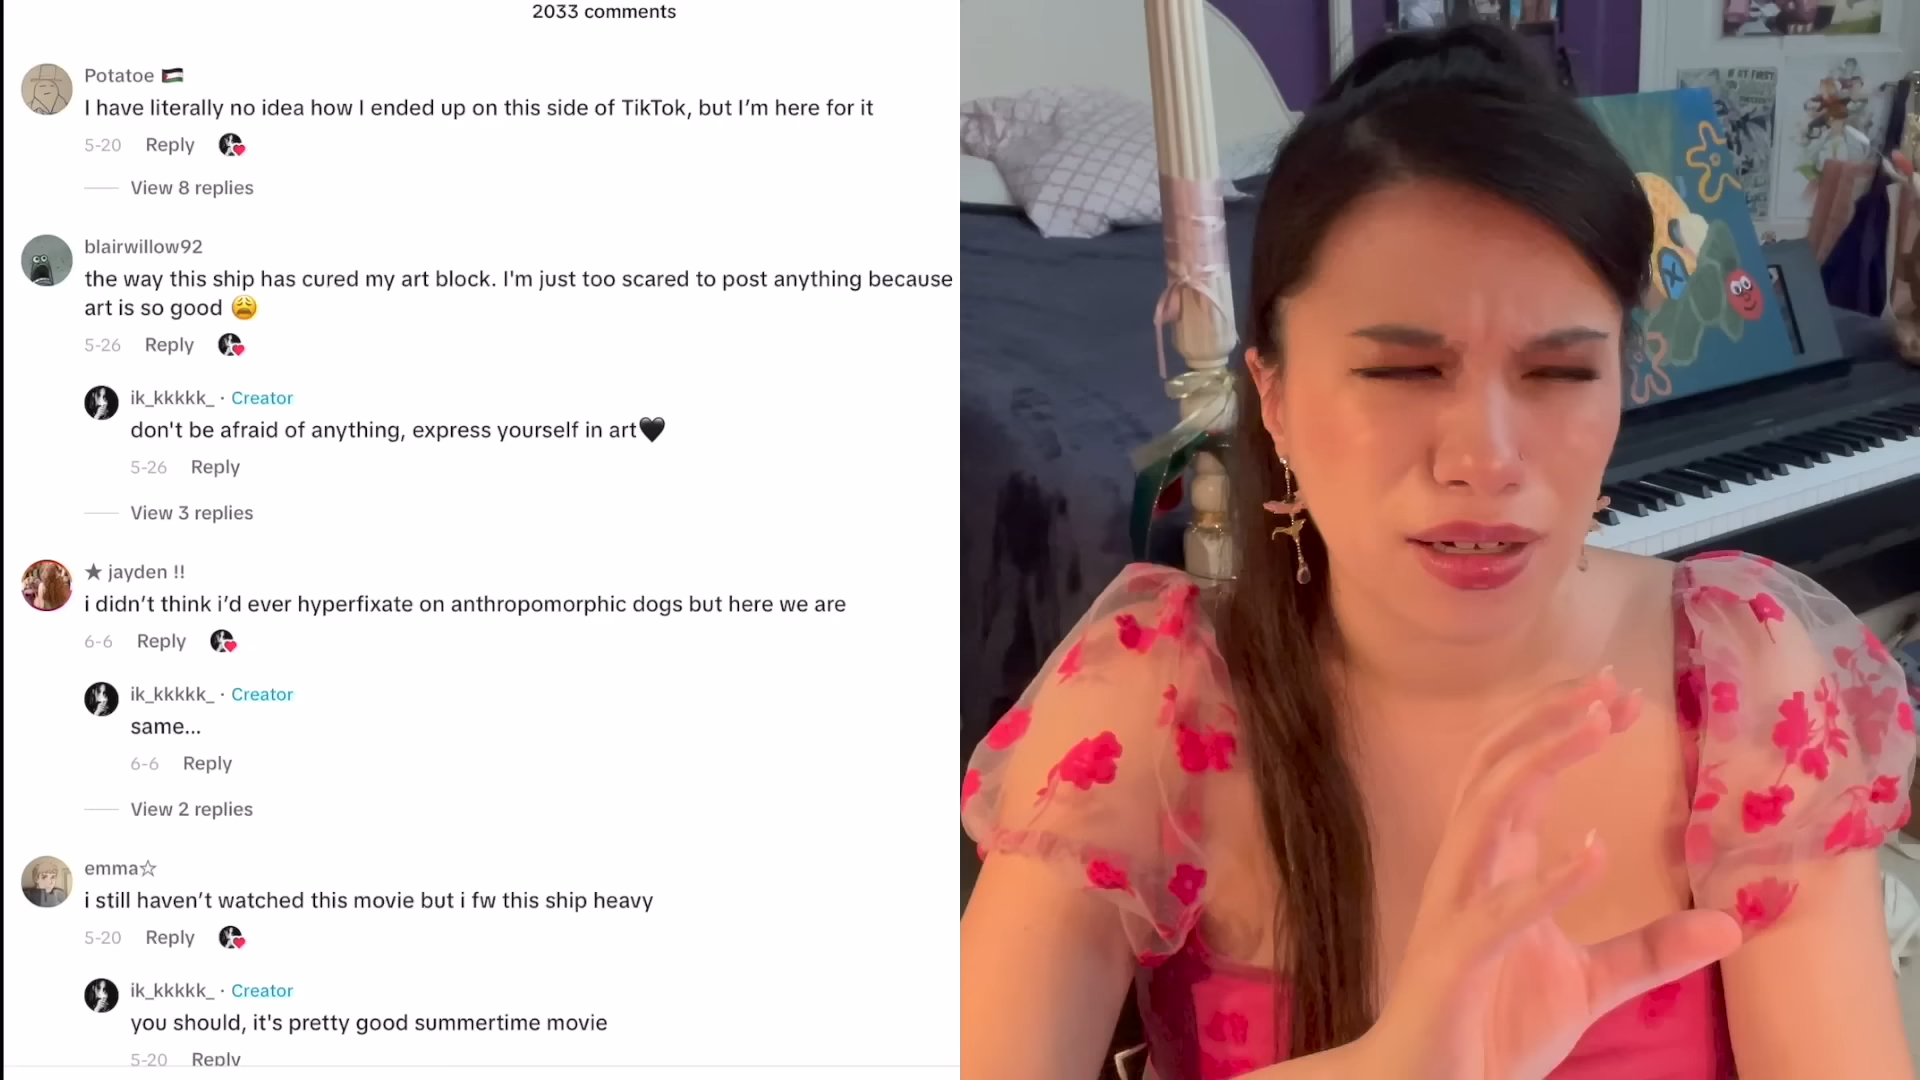 2033 comments
Potatoe 🇵🇸
I have literally no idea how I ended up on this side of TikTok, but I’m here for it
5-20 Reply
View 8 replies
blairwillow92
the way this ship has cured my art block. I'm just too scared to post anything because
art is so good 😩
5-26 Reply
ik_kkkkk_ · Creator
don't be afraid of anything, express yourself in art🖤
5-26 Reply
View 3 replies
★ jayden !!
i didn’t think i’d ever hyperfixate on anthropomorphic dogs but here we are
6-6 Reply
ik_kkkkk_ · Creator
same...
6-6 Reply
View 2 replies
emma☆
i still haven’t watched this movie but i fw this ship heavy
5-20 Reply
ik_kkkkk_ · Creator
you should, it's pretty good summertime movie
5-20 Reply
IF AT FIRST